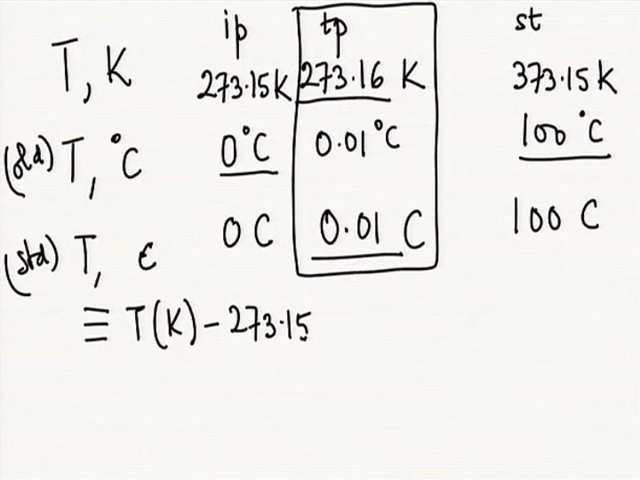 ip tp st
T, K 273.15K 273.16 K 373.15K
(old) T, °C 0°C 0.01°C 100°C
(std) T, C 0 C 0.01 C 100 C
≡ T(K) - 273.15